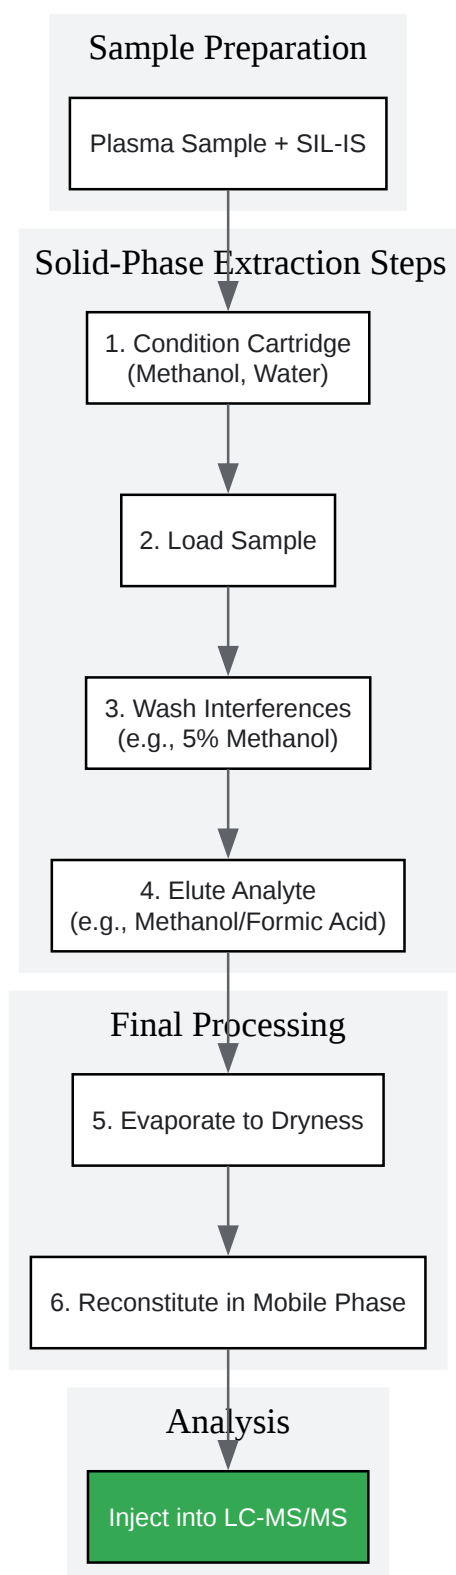 Sample Preparation
Plasma Sample + SIL-IS
Solid-Phase Extraction Steps
1. Condition Cartridge
(Methanol, Water)
2. Load Sample
3. Wash Interferences
(e.g., 5% Methanol)
4. Elute Analyte
(e.g., Methanol/Formic Acid)
Final Processing
5. Evaporate to Dryness
6. Reconstitute in Mobile Phase
Analysis
Inject into LC-MS/MS